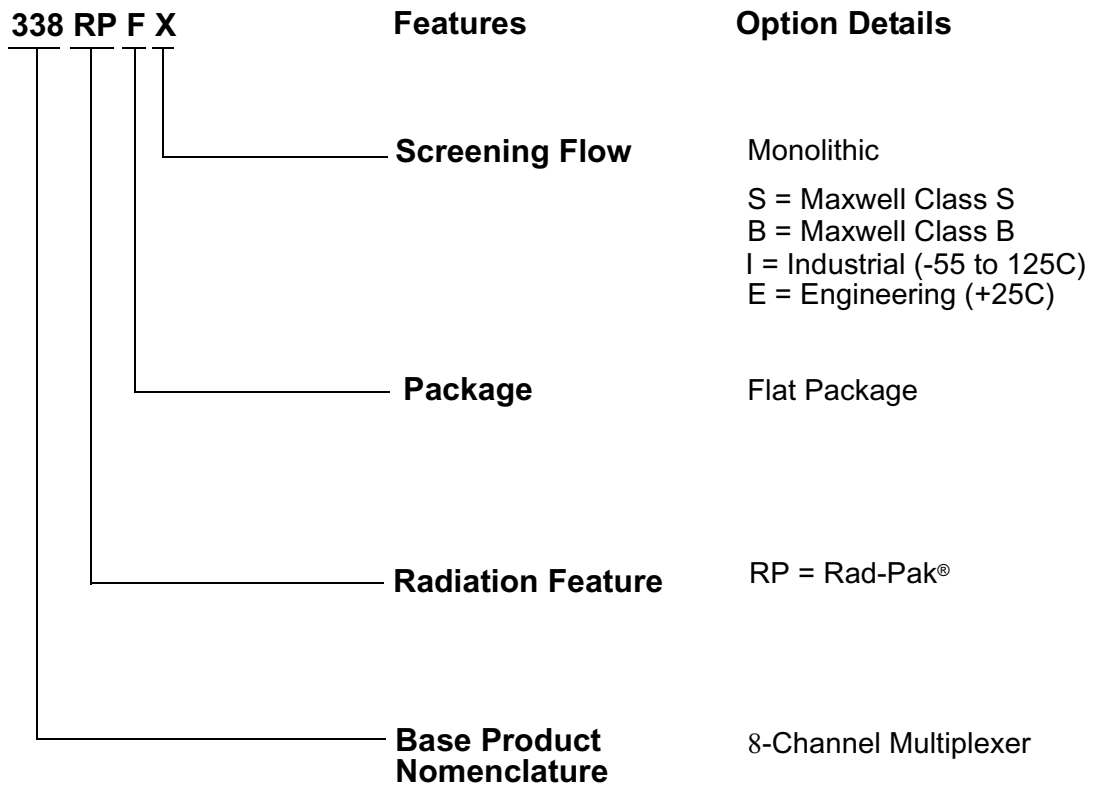 338 RP F X
Features
Option Details
Screening Flow
Monolithic
S = Maxwell Class S
B = Maxwell Class B
I = Industrial (-55 to 125C)
E = Engineering (+25C)
Package
Flat Package
Radiation Feature
RP = Rad-Pak®
Base Product
Nomenclature
8-Channel Multiplexer